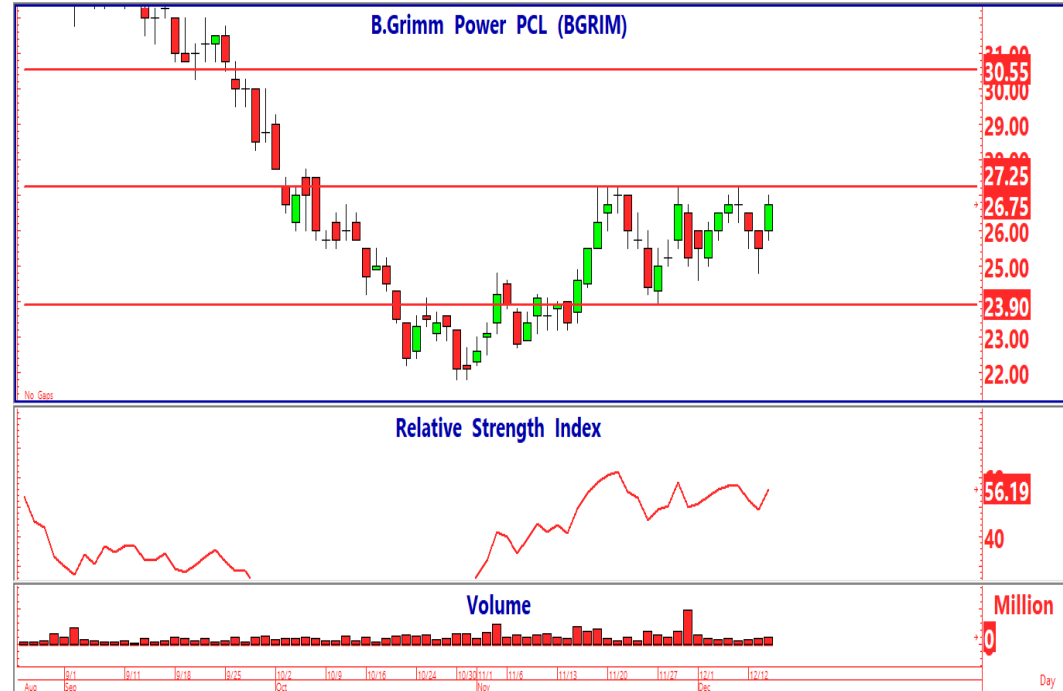 B.Grimm Power PCL (BGRIM)
31.00
30.55
30.00
29.00
28.00
27.25
26.75
26.00
25.00
23.90
23.00
22.00
No Gaps
Relative Strength Index
56.19
40
Volume
Million
0
9/1 9/11 9/18 9/25 10/2 10/9 10/16 10/24 10/30 11/1 11/6 11/13 11/20 11/27 12/1 12/12
Aug Sep Oct Nov Dec Day